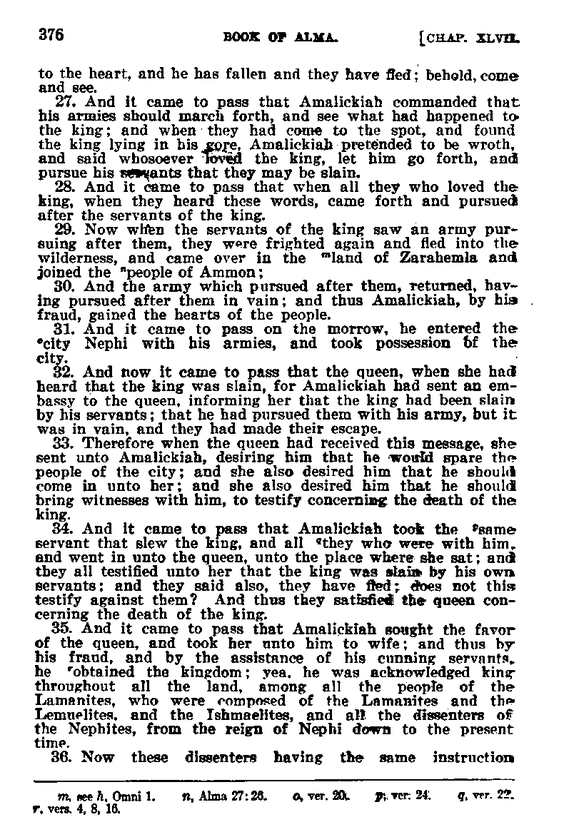 376 BOOK OF ALMA. [CHAP. XLVII.
to the heart, and he has fallen and they have fled; behold, come
and see.
27. And it came to pass that Amalickiah commanded that
his armies should march forth, and see what had happened to
the king; and when they had come to the spot, and found
the king lying in his gore, Amalickiah pretended to be wroth,
and said whosoever loved the king, let him go forth, and
pursue his servants that they may be slain.
28. And it came to pass that when all they who loved the
king, when they heard these words, came forth and pursued
after the servants of the king.
29. Now when the servants of the king saw an army pur-
suing after them, they were frighted again and fled into the
wilderness, and came over in the ᵐland of Zarahemla and
joined the ⁿpeople of Ammon;
30. And the army which pursued after them, returned, hav-
ing pursued after them in vain; and thus Amalickiah, by his
fraud, gained the hearts of the people.
31. And it came to pass on the morrow, he entered the
ᵒcity Nephi with his armies, and took possession of the
city.
32. And now it came to pass that the queen, when she had
heard that the king was slain, for Amalickiah had sent an em-
bassy to the queen, informing her that the king had been slain
by his servants; that he had pursued them with his army, but it
was in vain, and they had made their escape.
33. Therefore when the queen had received this message, she
sent unto Amalickiah, desiring him that he would spare the
people of the city; and she also desired him that he should
come in unto her; and she also desired him that he should
bring witnesses with him, to testify concerning the death of the
king.
34. And it came to pass that Amalickiah took the ᵖsame
servant that slew the king, and all qthey who were with him,
and went in unto the queen, unto the place where she sat; and
they all testified unto her that the king was slain by his own
servants; and they said also, they have fled; does not this
testify against them? And thus they satisfied the queen con-
cerning the death of the king.
35. And it came to pass that Amalickiah sought the favor
of the queen, and took her unto him to wife; and thus by
his fraud, and by the assistance of his cunning servants,
he ʳobtained the kingdom; yea, he was acknowledged king
throughout all the land, among all the people of the
Lamanites, who were composed of the Lamanites and the
Lemuelites, and the Ishmaelites, and all the dissenters of
the Nephites, from the reign of Nephi down to the present
time.
36. Now these dissenters having the same instruction
m, see h, Omni 1. n, Alma 27: 26. o, ver. 20. p, ver. 24. q, ver. 22.
r, vers. 4, 8, 16.